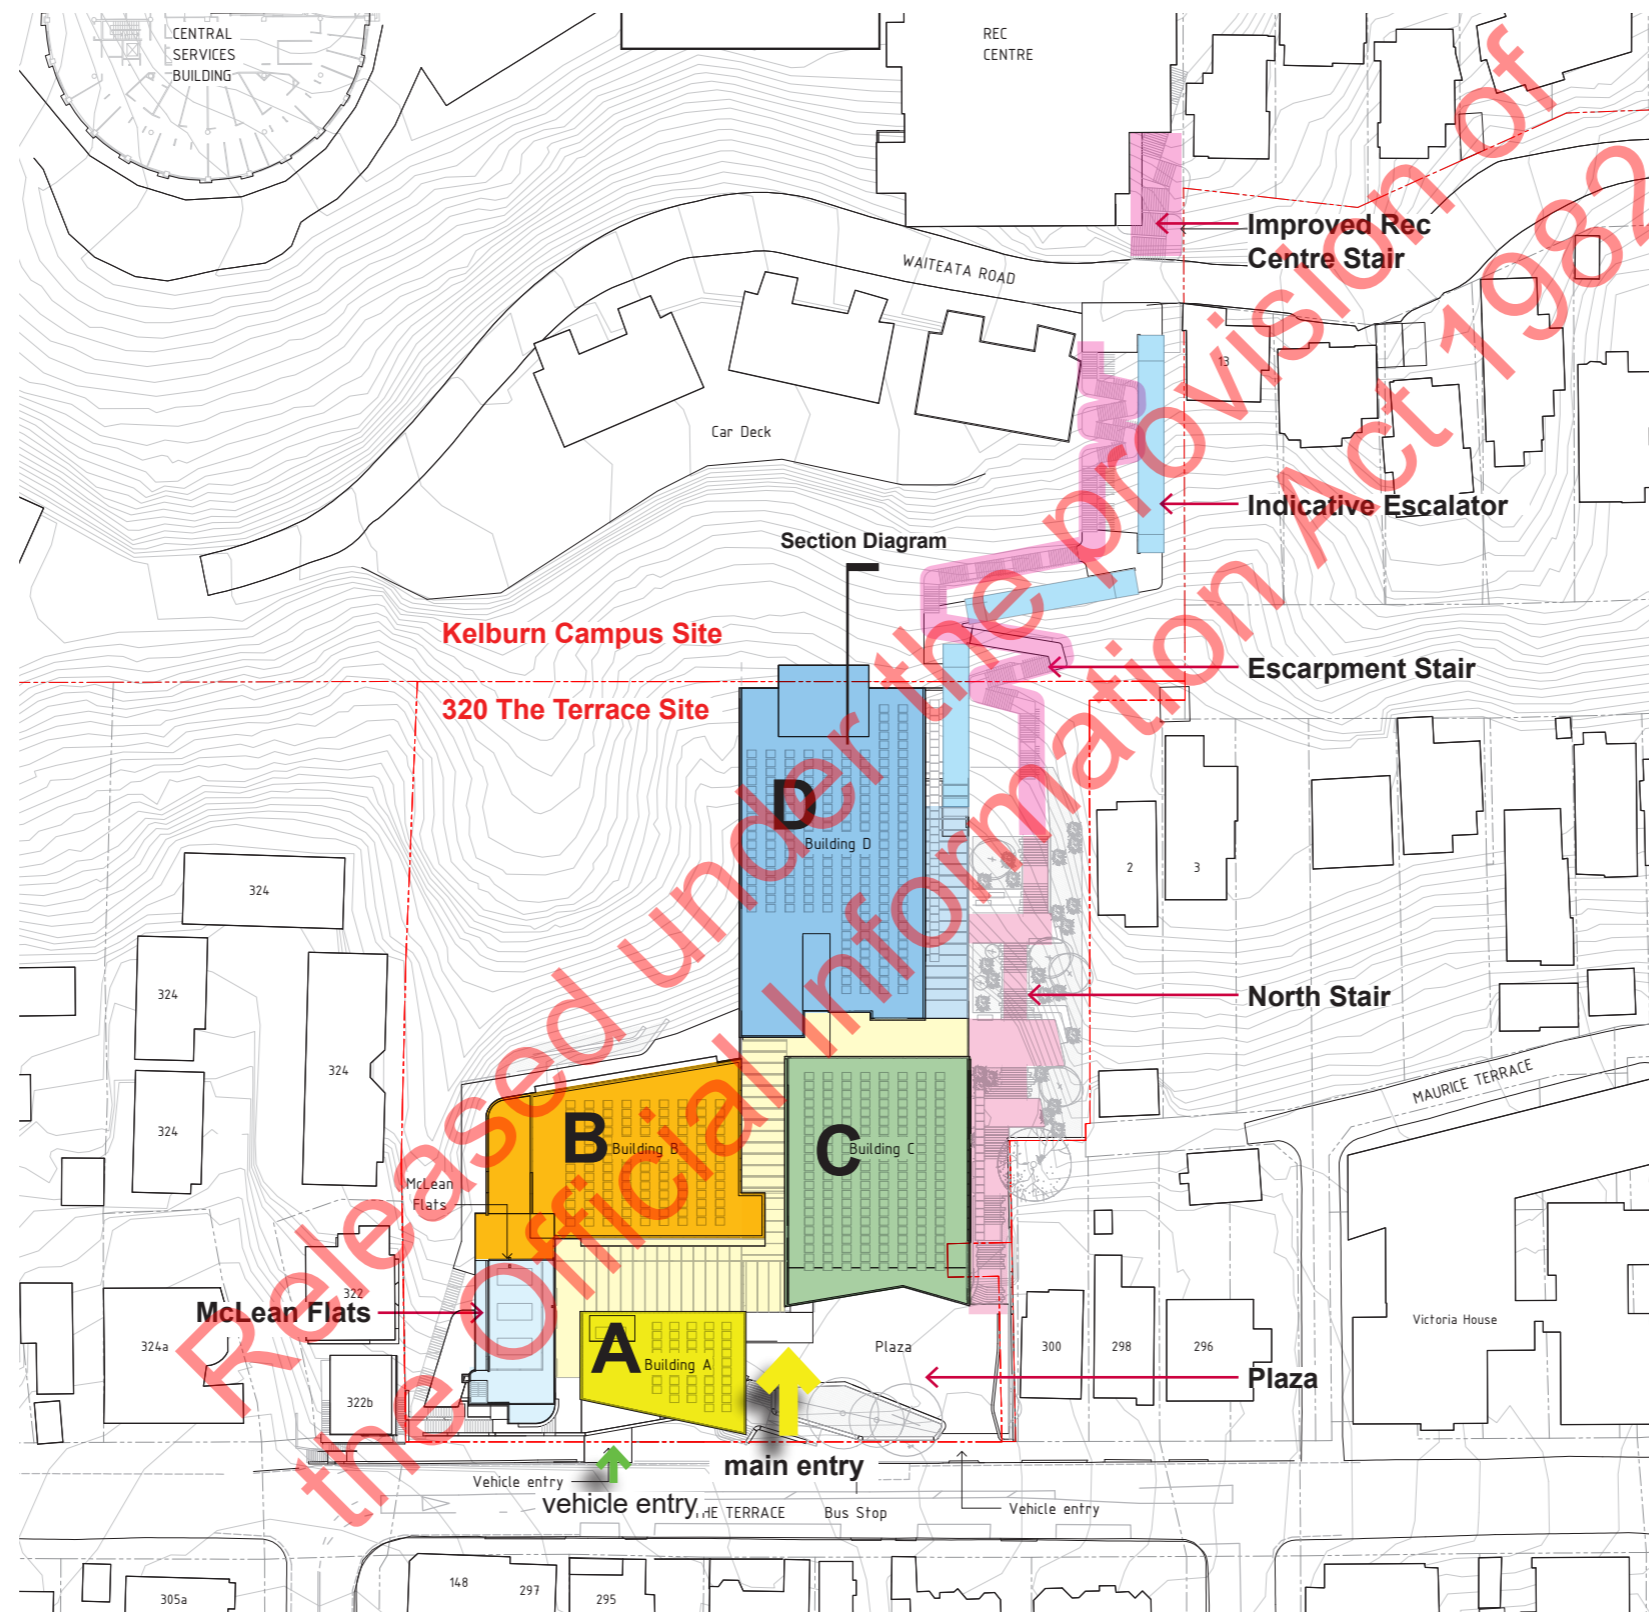 CENTRAL
SERVICES
BUILDING
REC
CENTRE
Improved Rec
Centre Stair
WAITEATA ROAD
13
Car Deck
Indicative Escalator
Section Diagram
Kelburn Campus Site
Escarpment Stair
320 The Terrace Site
D
Building D
2
3
324
324
324
324
North Stair
MAURICE TERRACE
B
Building B
C
Building C
McLean
Flats
McLean Flats
322
324a
322b
A
Building A
Plaza
Plaza
300
298
296
Victoria House
main entry
Vehicle entry
vehicle entry
THE TERRACE
Bus Stop
Vehicle entry
305a
148
297
295
Released under the provision of
the Official Information Act 1982